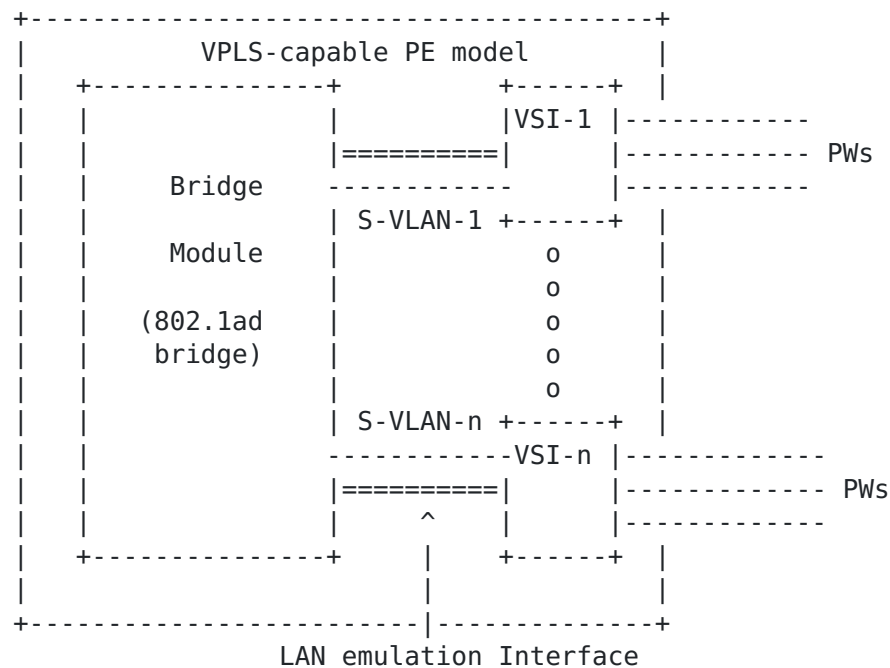 VPLS-capable PE model
VSI-1
PWs
Bridge
S-VLAN-1
Module
o
o
(802.1ad
o
bridge)
o
o
S-VLAN-n
VSI-n
PWs
LAN emulation Interface